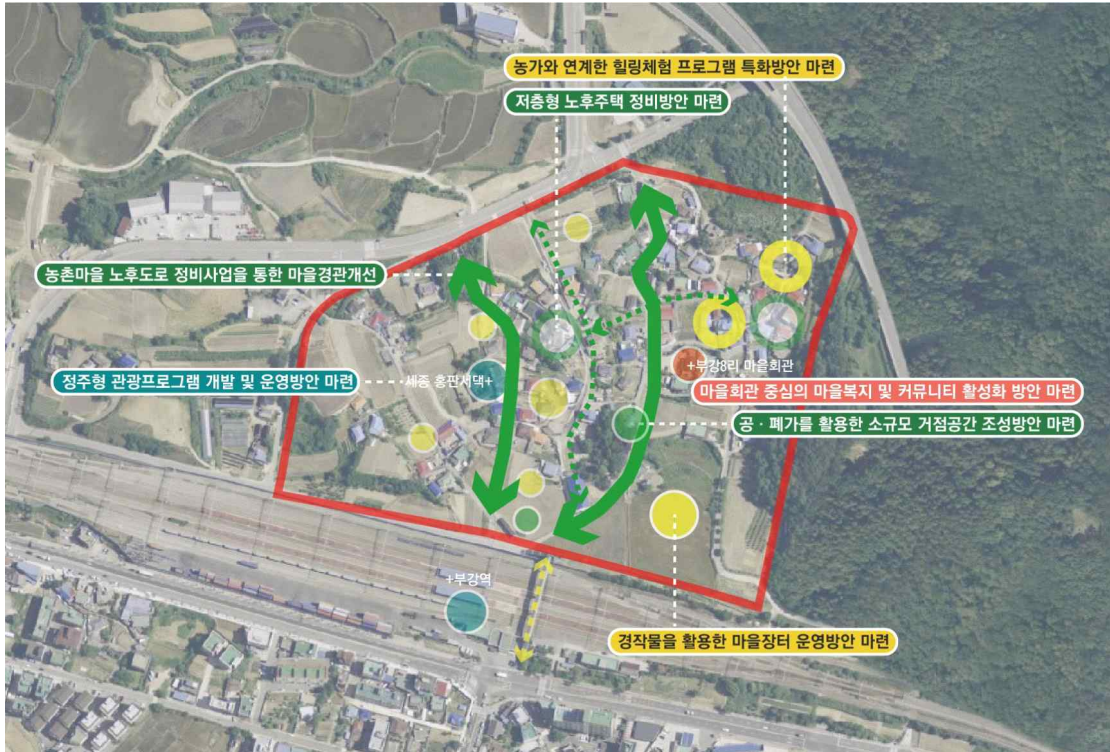 농가와 연계한 힐링체험 프로그램 특화방안 마련
저층형 노후주택 정비방안 마련
농촌마을 노후도로 정비사업을 통한 마을경관개선
정주형 관광프로그램 개발 및 운영방안 마련
세종 홍판서댁+
+부강8리 마을회관
마을회관 중심의 마을복지 및 커뮤니티 활성화 방안 마련
공·폐가를 활용한 소규모 거점공간 조성방안 마련
+부강역
경작물을 활용한 마을장터 운영방안 마련